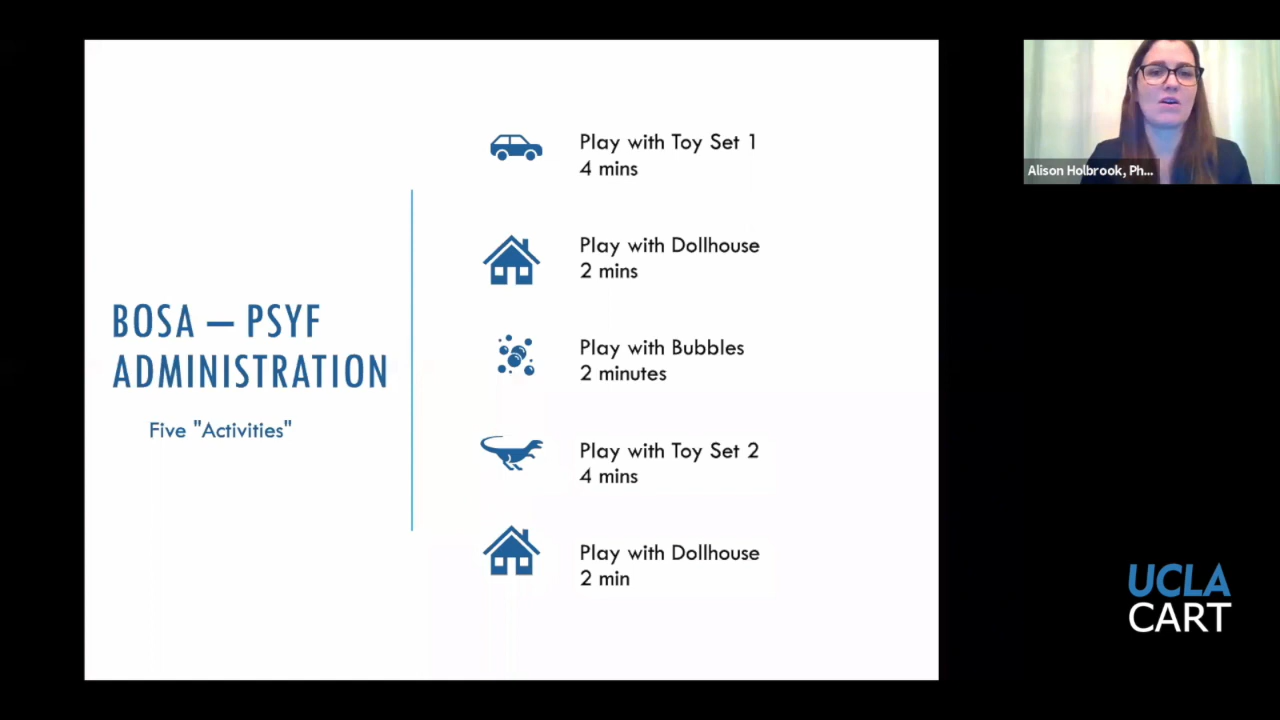 BOSA – PSYF
ADMINISTRATION
Five "Activities"
Play with Toy Set 1
4 mins
Play with Dollhouse
2 mins
Play with Bubbles
2 minutes
Play with Toy Set 2
4 mins
Play with Dollhouse
2 min
Alison Holbrook, Ph...
UCLA
CART